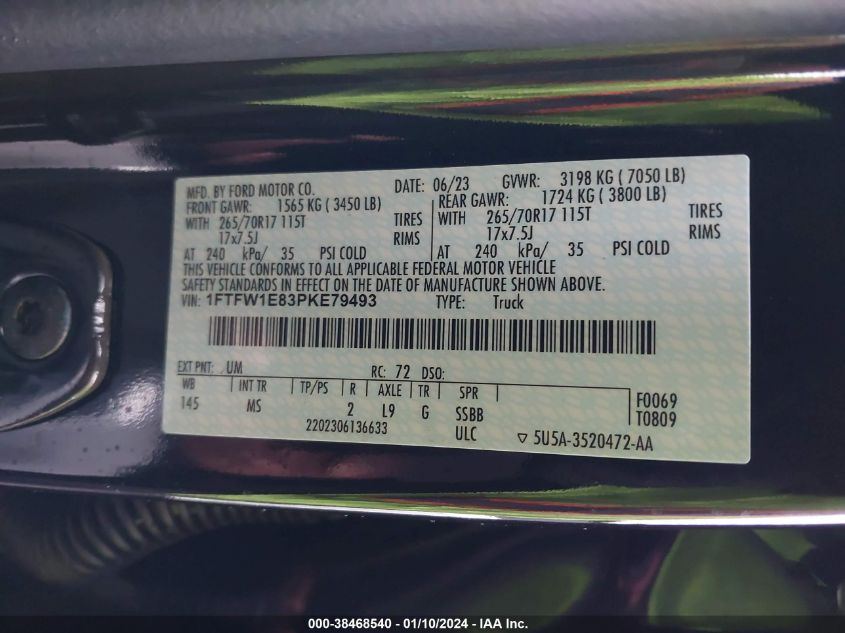 MFD. BY FORD MOTOR CO. DATE: 06/23 GVWR: 3198 KG ( 7050 LB)
FRONT GAWR: 1565 KG ( 3450 LB) REAR GAWR: 1724 KG ( 3800 LB)
WITH 265/70R17 115T TIRES WITH 265/70R17 115T TIRES
17x7.5J RIMS 17x7.5J RIMS
AT 240 kPa/ 35 PSI COLD AT 240 kPa/ 35 PSI COLD
THIS VEHICLE CONFORMS TO ALL APPLICABLE FEDERAL MOTOR VEHICLE
SAFETY STANDARDS IN EFFECT ON THE DATE OF MANUFACTURE SHOWN ABOVE.
VIN: 1FTFW1E83PKE79493 TYPE: Truck
EXT PNT: UM RC: 72 DSO:
WB INT TR TP/PS R AXLE TR SPR F0069
145 MS 2 L9 G SSBB T0809
2202306136633 ULC ▽ 5U5A-3520472-AA
000-38468540 - 01/10/2024 - IAA Inc.